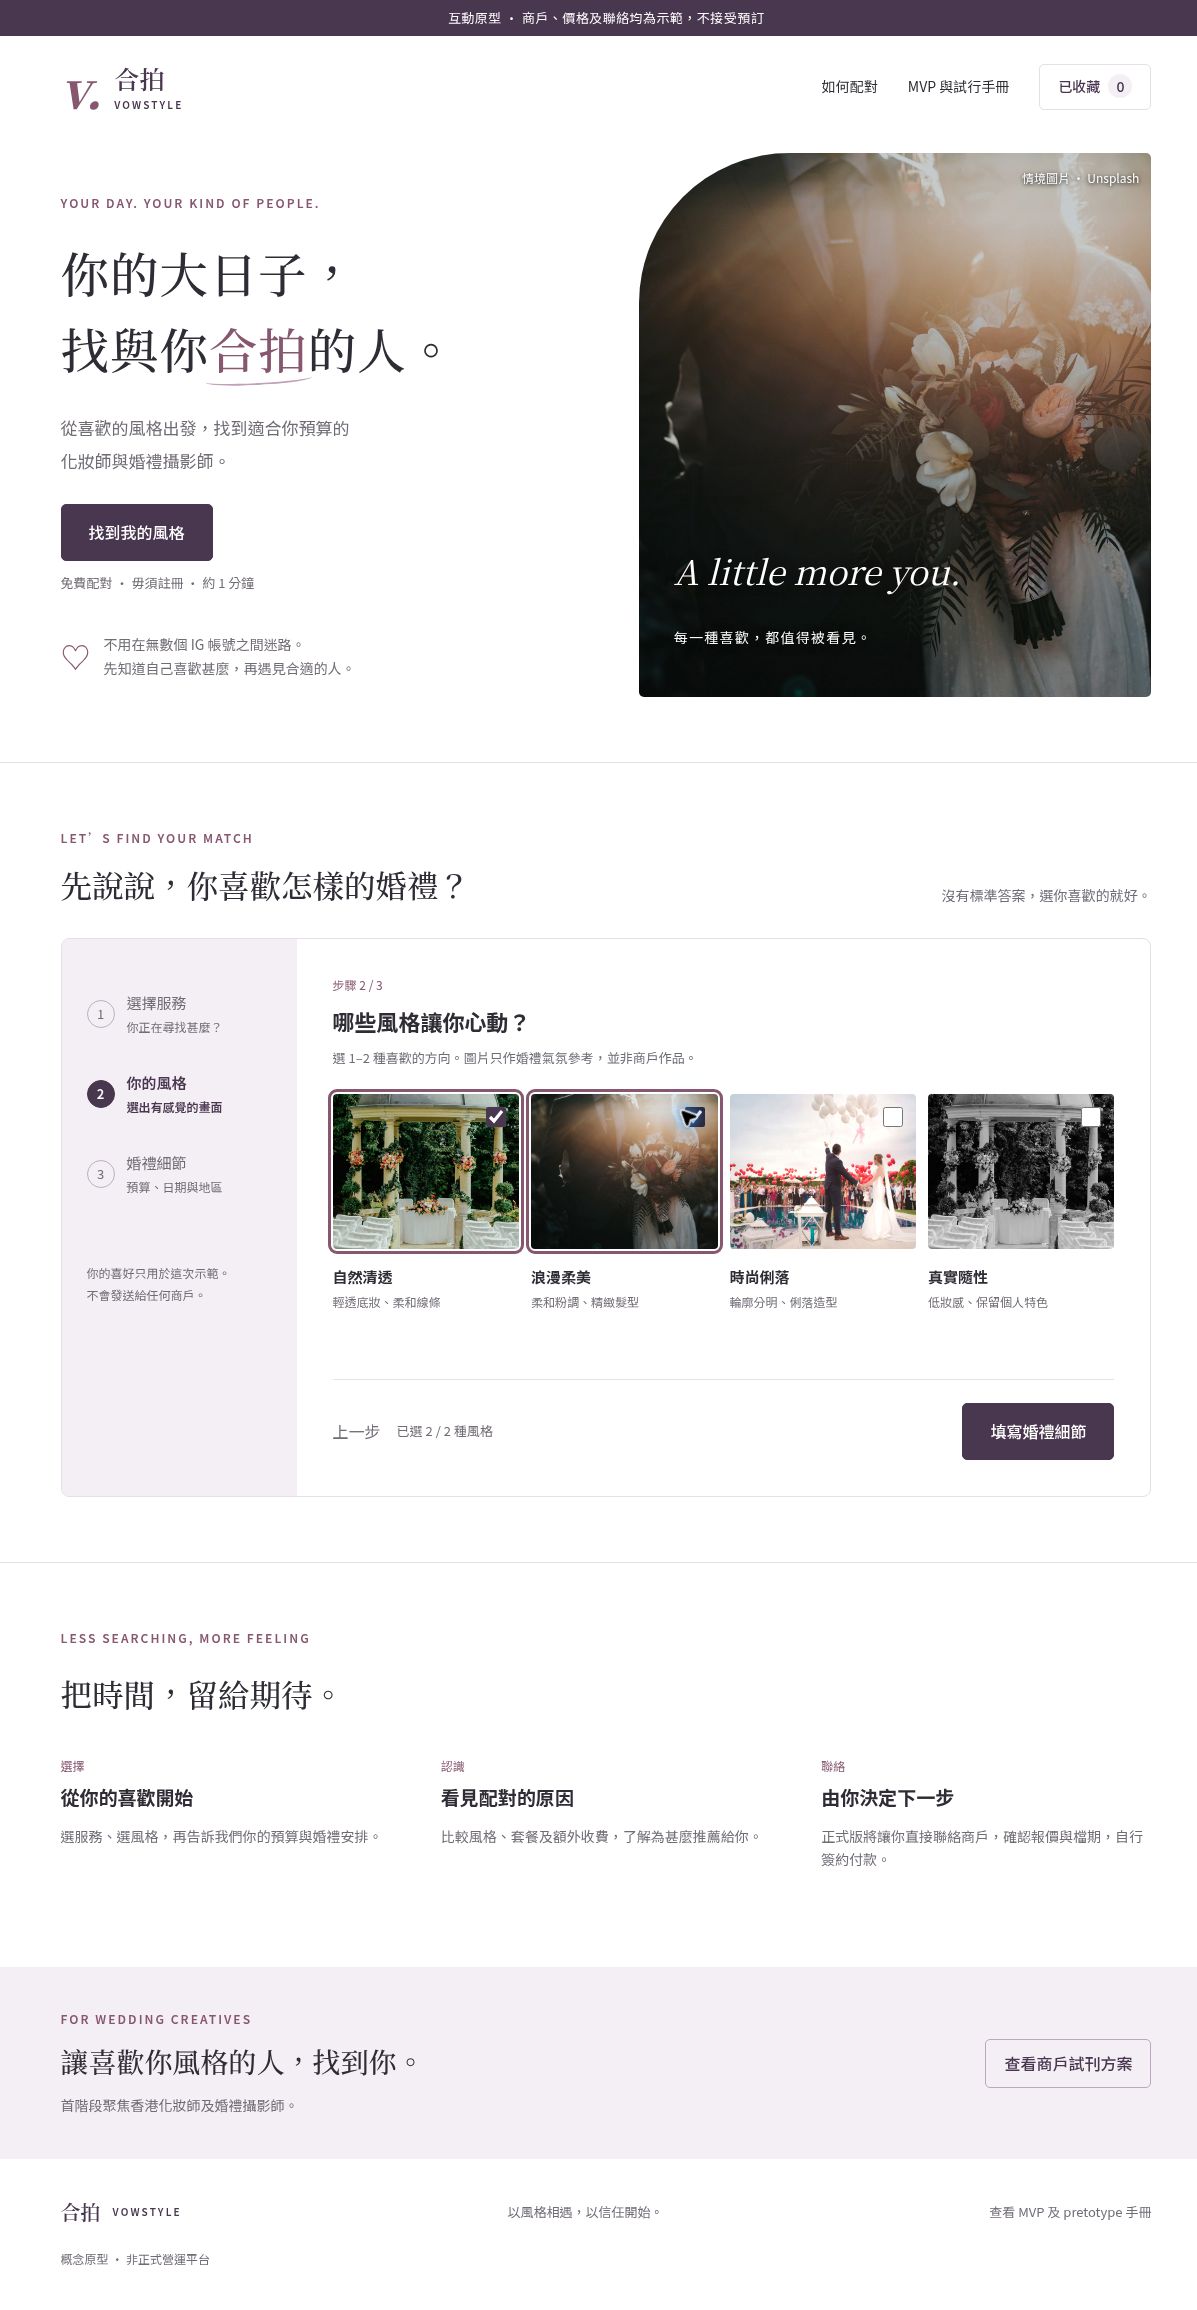 互動原型 · 商戶、價格及聯絡均為示範，不接受預訂
V. 合拍
VOWSTYLE
如何配對
MVP 與試行手冊
已收藏 0
情境圖片 · Unsplash
YOUR DAY. YOUR KIND OF PEOPLE.
你的大日子，
找與你合拍的人。
從喜歡的風格出發，找到適合你預算的
化妝師與婚禮攝影師。
找到我的風格
免費配對 · 毋須註冊 · 約 1 分鐘
不用在無數個 IG 帳號之間迷路。
先知道自己喜歡甚麼，再遇見合適的人。
A little more you.
每一種喜歡，都值得被看見。
LET’S FIND YOUR MATCH
先說說，你喜歡怎樣的婚禮？
沒有標準答案，選你喜歡的就好。
1
選擇服務
你正在尋找甚麼？
2
你的風格
選出有感覺的畫面
3
婚禮細節
預算、日期與地區
你的喜好只用於這次示範。
不會發送給任何商戶。
步驟 2 / 3
哪些風格讓你心動？
選 1–2 種喜歡的方向。圖片只作婚禮氣氛參考，並非商戶作品。
自然清透
輕透底妝、柔和線條
浪漫柔美
柔和粉調、精緻髮型
時尚俐落
輪廓分明、俐落造型
真實隨性
低妝感、保留個人特色
上一步
已選 2 / 2 種風格
填寫婚禮細節
LESS SEARCHING, MORE FEELING
把時間，留給期待。
選擇
從你的喜歡開始
選服務、選風格，再告訴我們你的預算與婚禮安排。
認識
看見配對的原因
比較風格、套餐及額外收費，了解為甚麼推薦給你。
聯絡
由你決定下一步
正式版將讓你直接聯絡商戶，確認報價與檔期，自行
簽約付款。
FOR WEDDING CREATIVES
讓喜歡你風格的人，找到你。
首階段聚焦香港化妝師及婚禮攝影師。
查看商戶試刊方案
合拍 VOWSTYLE
以風格相遇，以信任開始。
查看 MVP 及 pretotype 手冊
概念原型 · 非正式營運平台